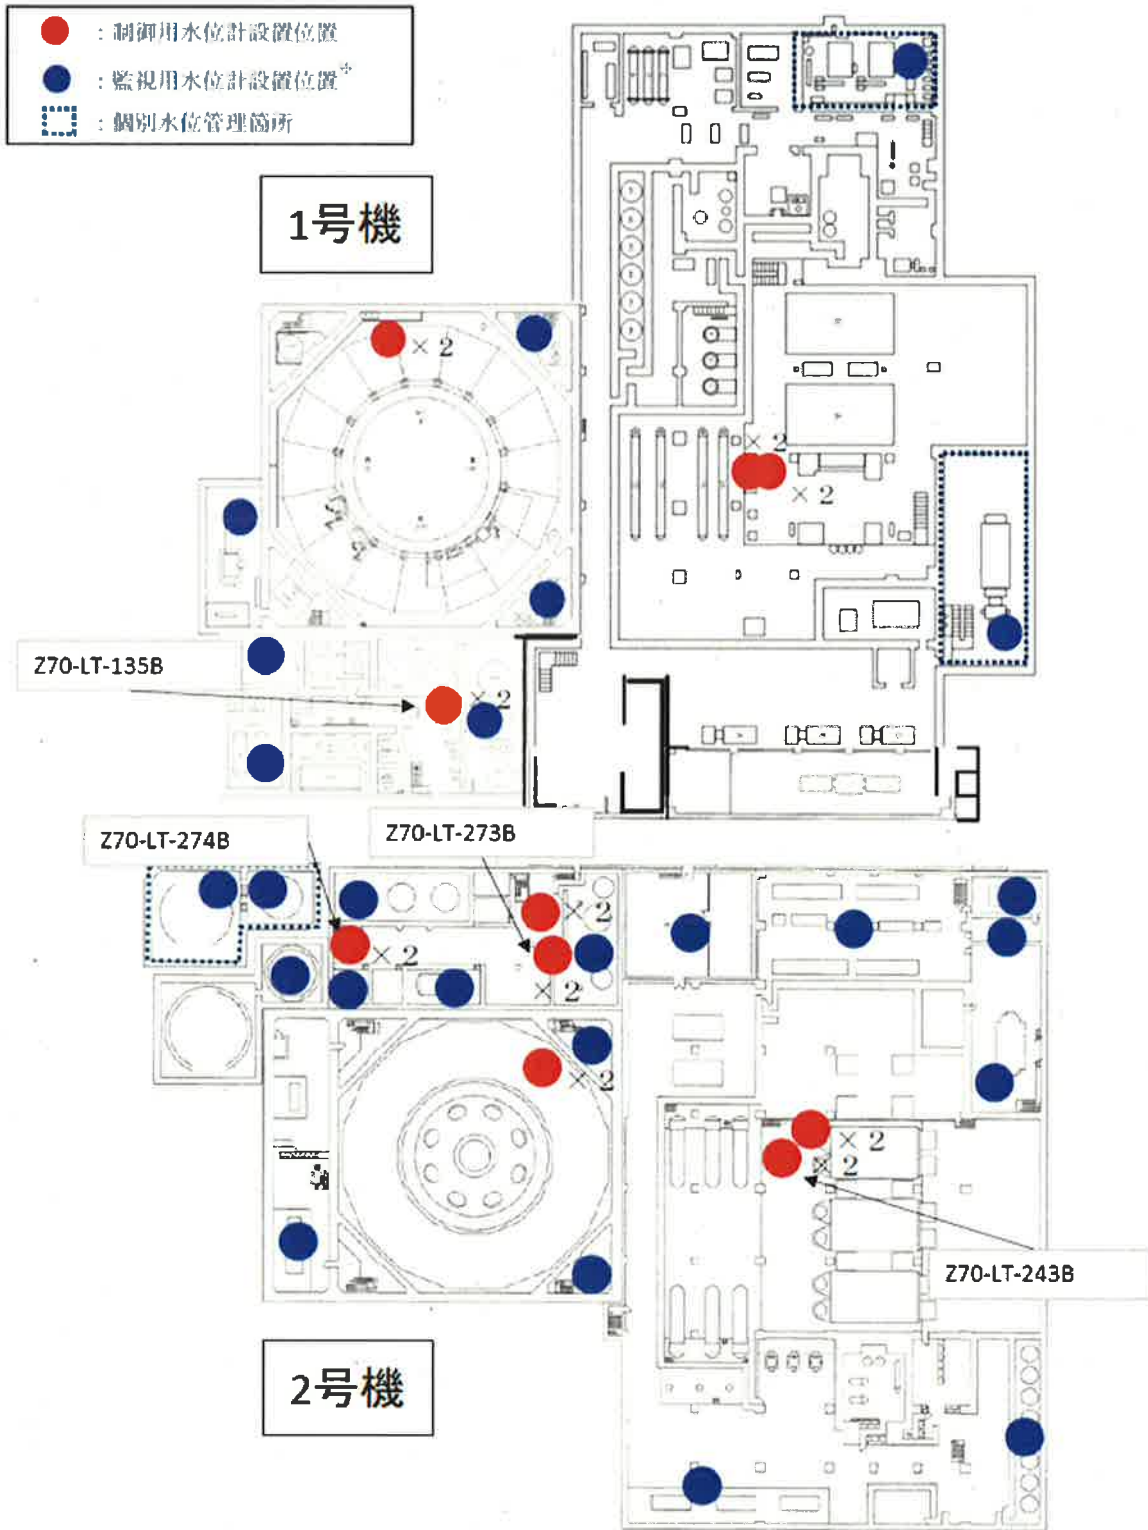 ：制御用水位計設置位置
：監視用水位計設置位置※
：個別水位管理箇所
1号機
× 2
× 2
× 2
Z70-LT-135B
× 2
Z70-LT-274B
Z70-LT-273B
× 2
× 2
× 2
× 2
× 2
× 2
Z70-LT-243B
2号機